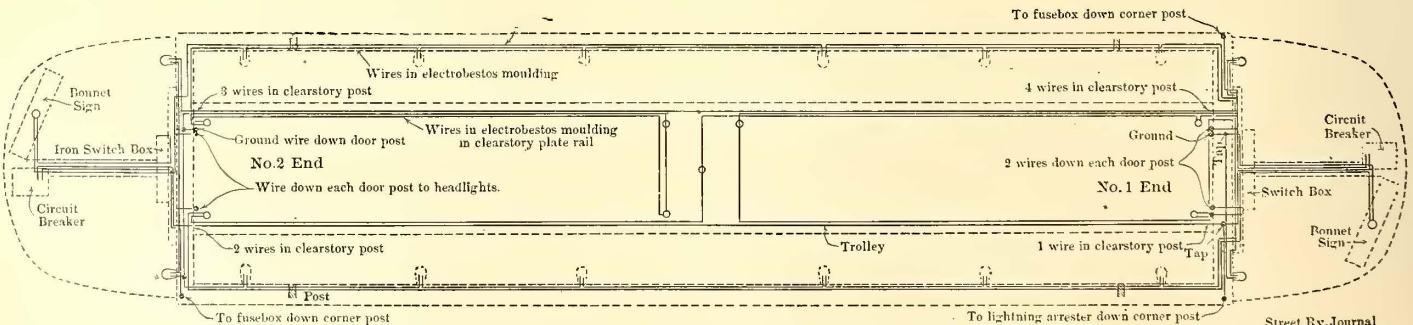 To fusebox down corner post
Wires in electrobestos moulding
Bonnet
Sign
3 wires in clearstory post
4 wires in clearstory post
Circuit
Breaker
Wires in electrobestos moulding
in clearstory plate rail
Ground wire down door post
Ground
Tap
Iron Switch Box
No.2 End
2 wires down each door post
Wire down each door post to headlights.
No.1 End
Switch Box
Circuit
Breaker
2 wires in clearstory post
Trolley
1 wire in clearstory post
Tap
Bonnet
Sign
Post
To fusebox down corner post
To lightning arrester down corner post
Street Ry. Journal